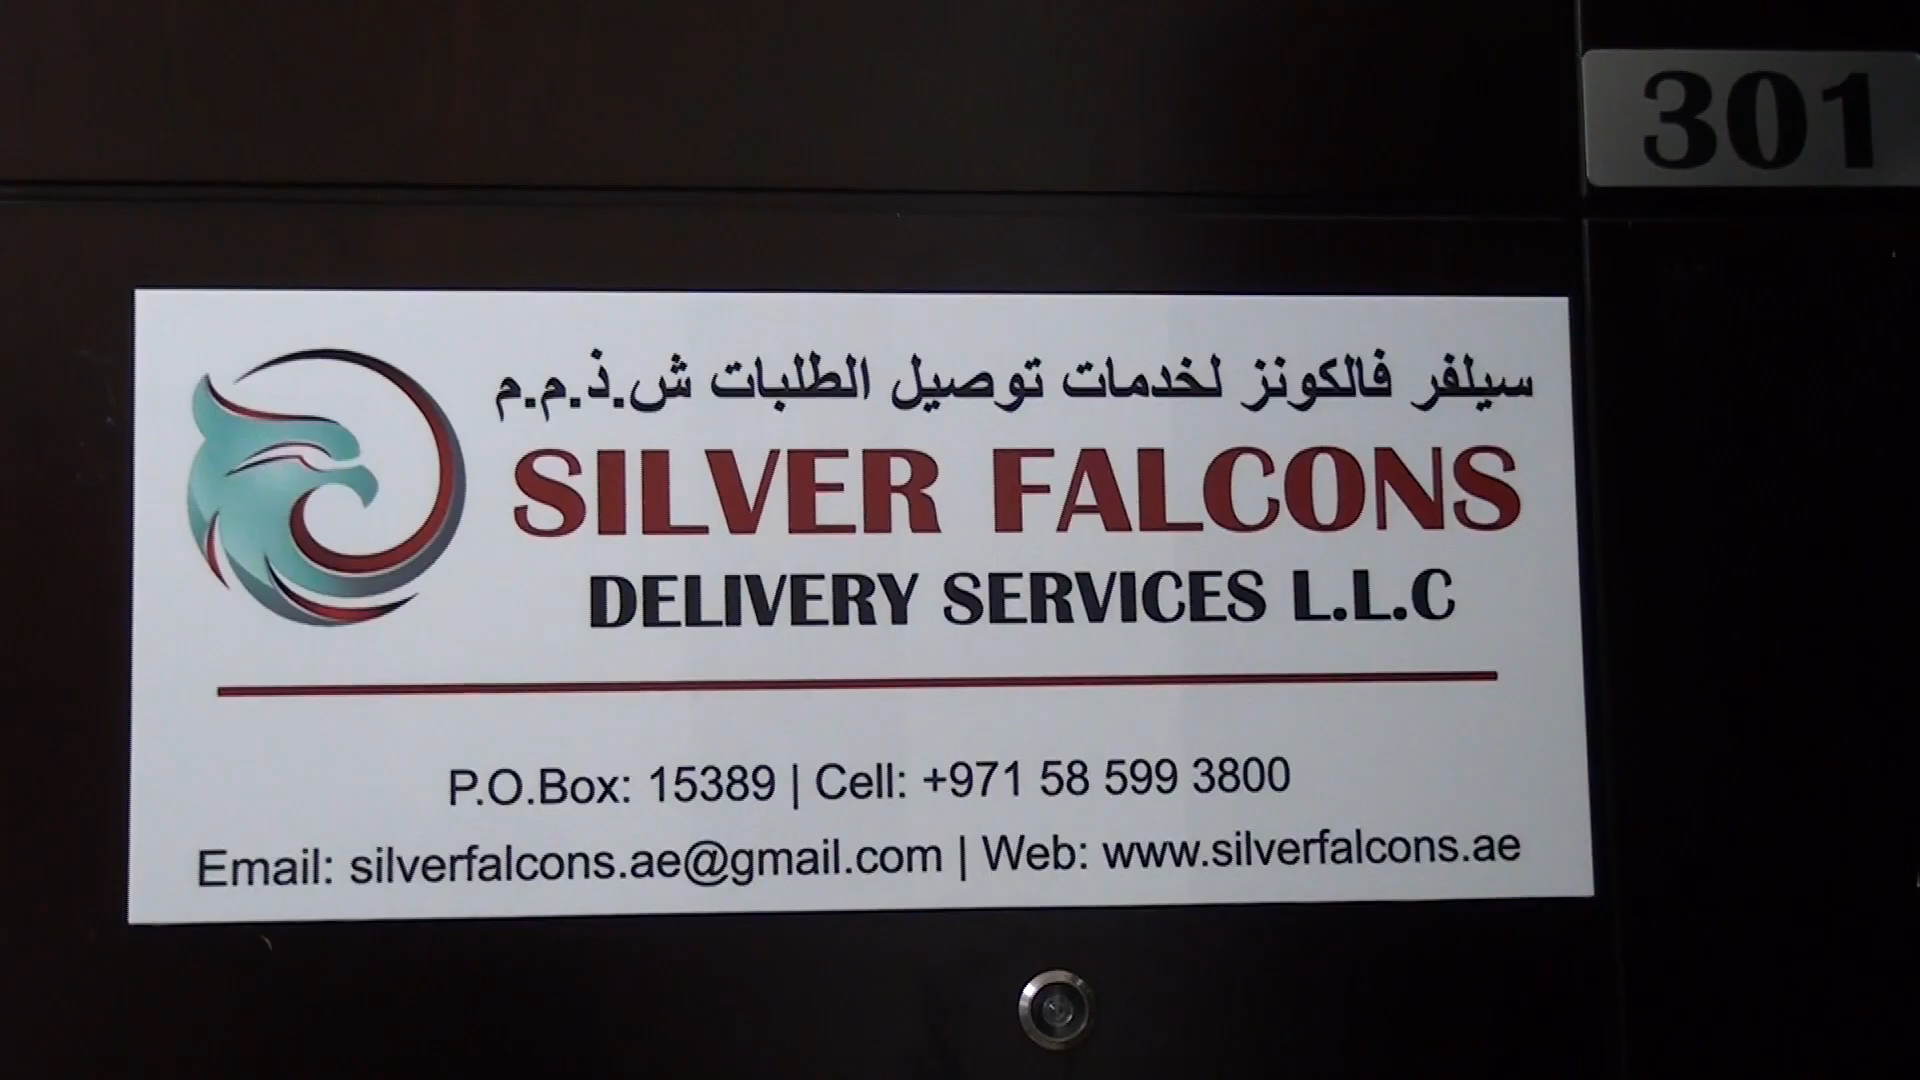 301
سيلفر فالكونز لخدمات توصيل الطلبات ش.ذ.م.م
SILVER FALCONS
DELIVERY SERVICES L.L.C
P.O.Box: 15389 | Cell: +971 58 599 3800
Email: silverfalcons.ae@gmail.com | Web: www.silverfalcons.ae